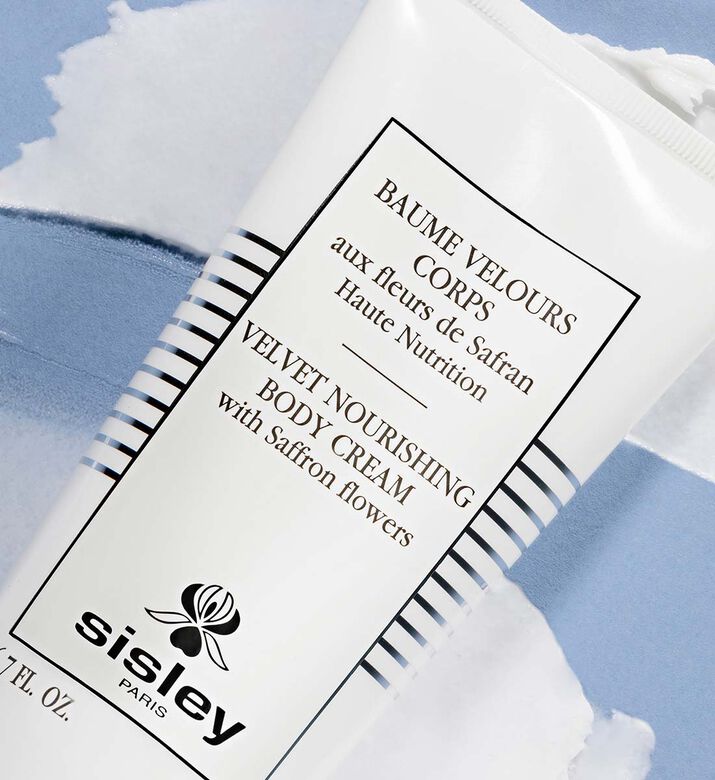 BAUME VELOURS
CORPS
aux fleurs de Safran
Haute Nutrition
VELVET NOURISHING
BODY CREAM
with Saffron flowers
sisley
PARIS
7 FL. OZ.